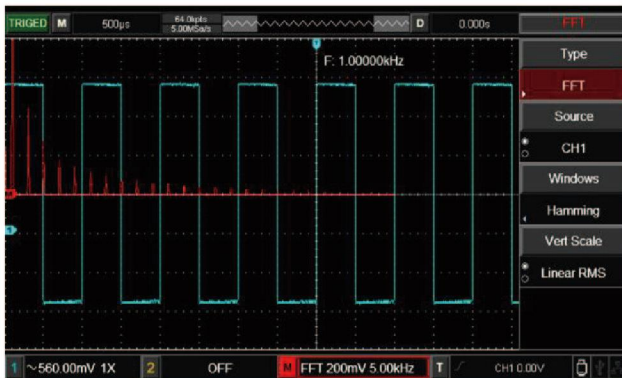 TRIGED M 500μs 64.0kpts 5.00MSa/s D 0.000s FFT
F: 1.00000kHz
Type
FFT
Source
CH1
Windows
Hamming
Vert Scale
Linear RMS
M
1
1 ~560.00mV 1X 2 OFF M FFT 200mV 5.00kHz T CH1 0.00V